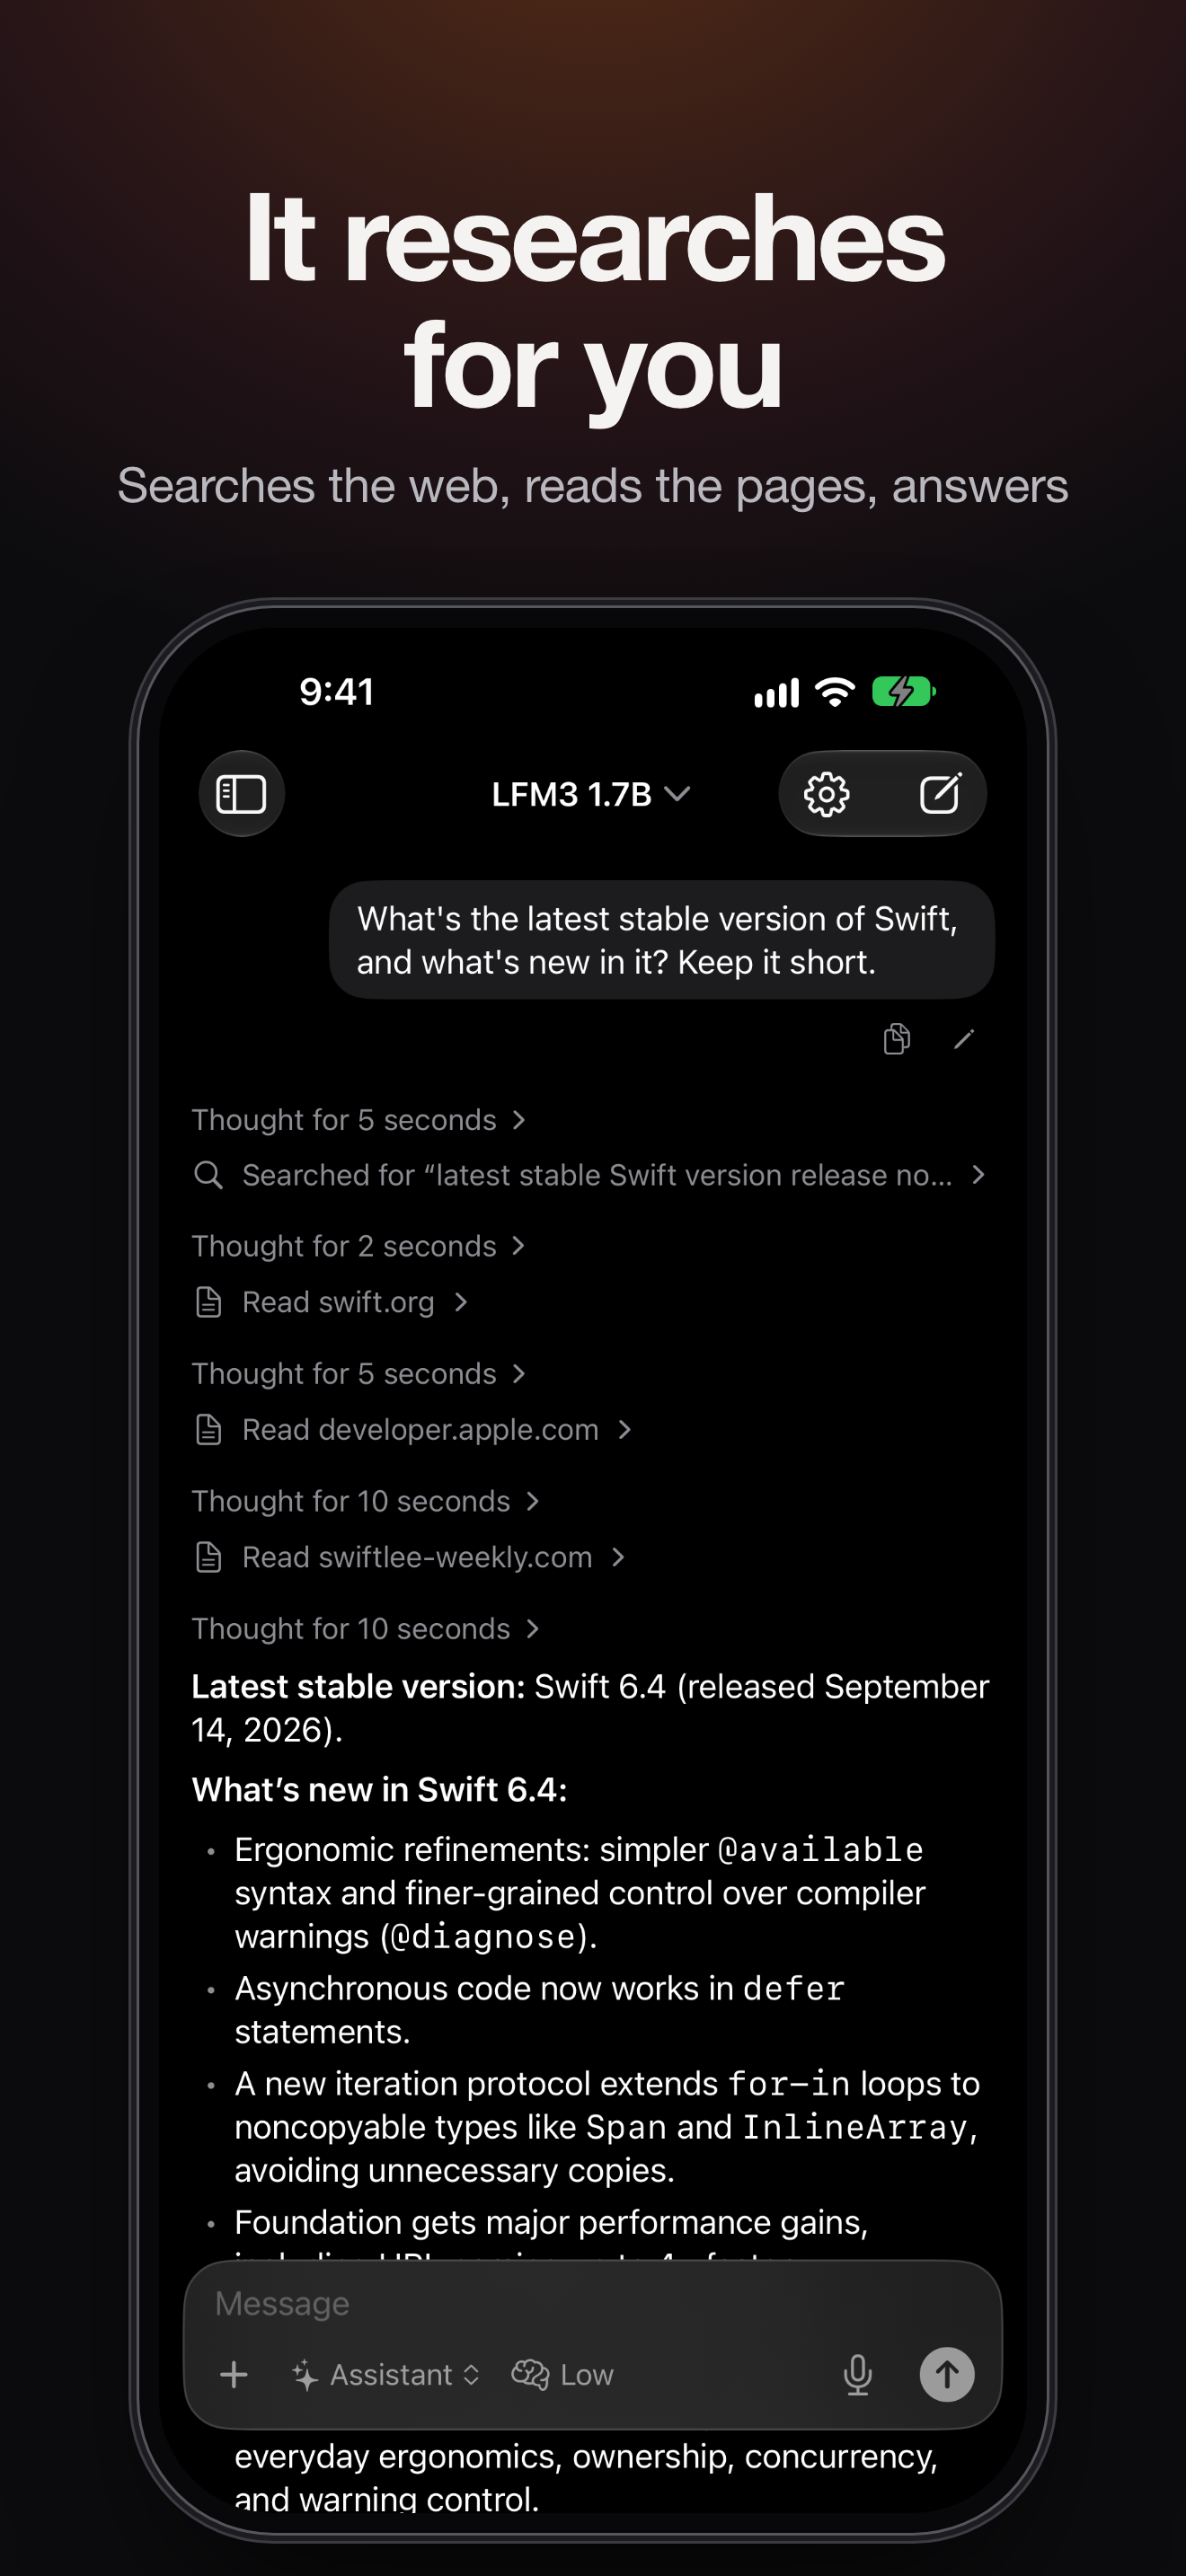 It researches
for you
Searches the web, reads the pages, answers
9:41
LFM3 1.7B
What's the latest stable version of Swift,
and what's new in it? Keep it short.
Thought for 5 seconds
Searched for “latest stable Swift version release no...
Thought for 2 seconds
Read swift.org
Thought for 5 seconds
Read developer.apple.com
Thought for 10 seconds
Read swiftlee-weekly.com
Thought for 10 seconds
Latest stable version: Swift 6.4 (released September
14, 2026).
What’s new in Swift 6.4:
• Ergonomic refinements: simpler @available
syntax and finer-grained control over compiler
warnings (@diagnose).
• Asynchronous code now works in defer
statements.
• A new iteration protocol extends for-in loops to
noncopyable types like Span and InlineArray,
avoiding unnecessary copies.
• Foundation gets major performance gains,
Message
Assistant
Low
everyday ergonomics, ownership, concurrency,
and warning control.